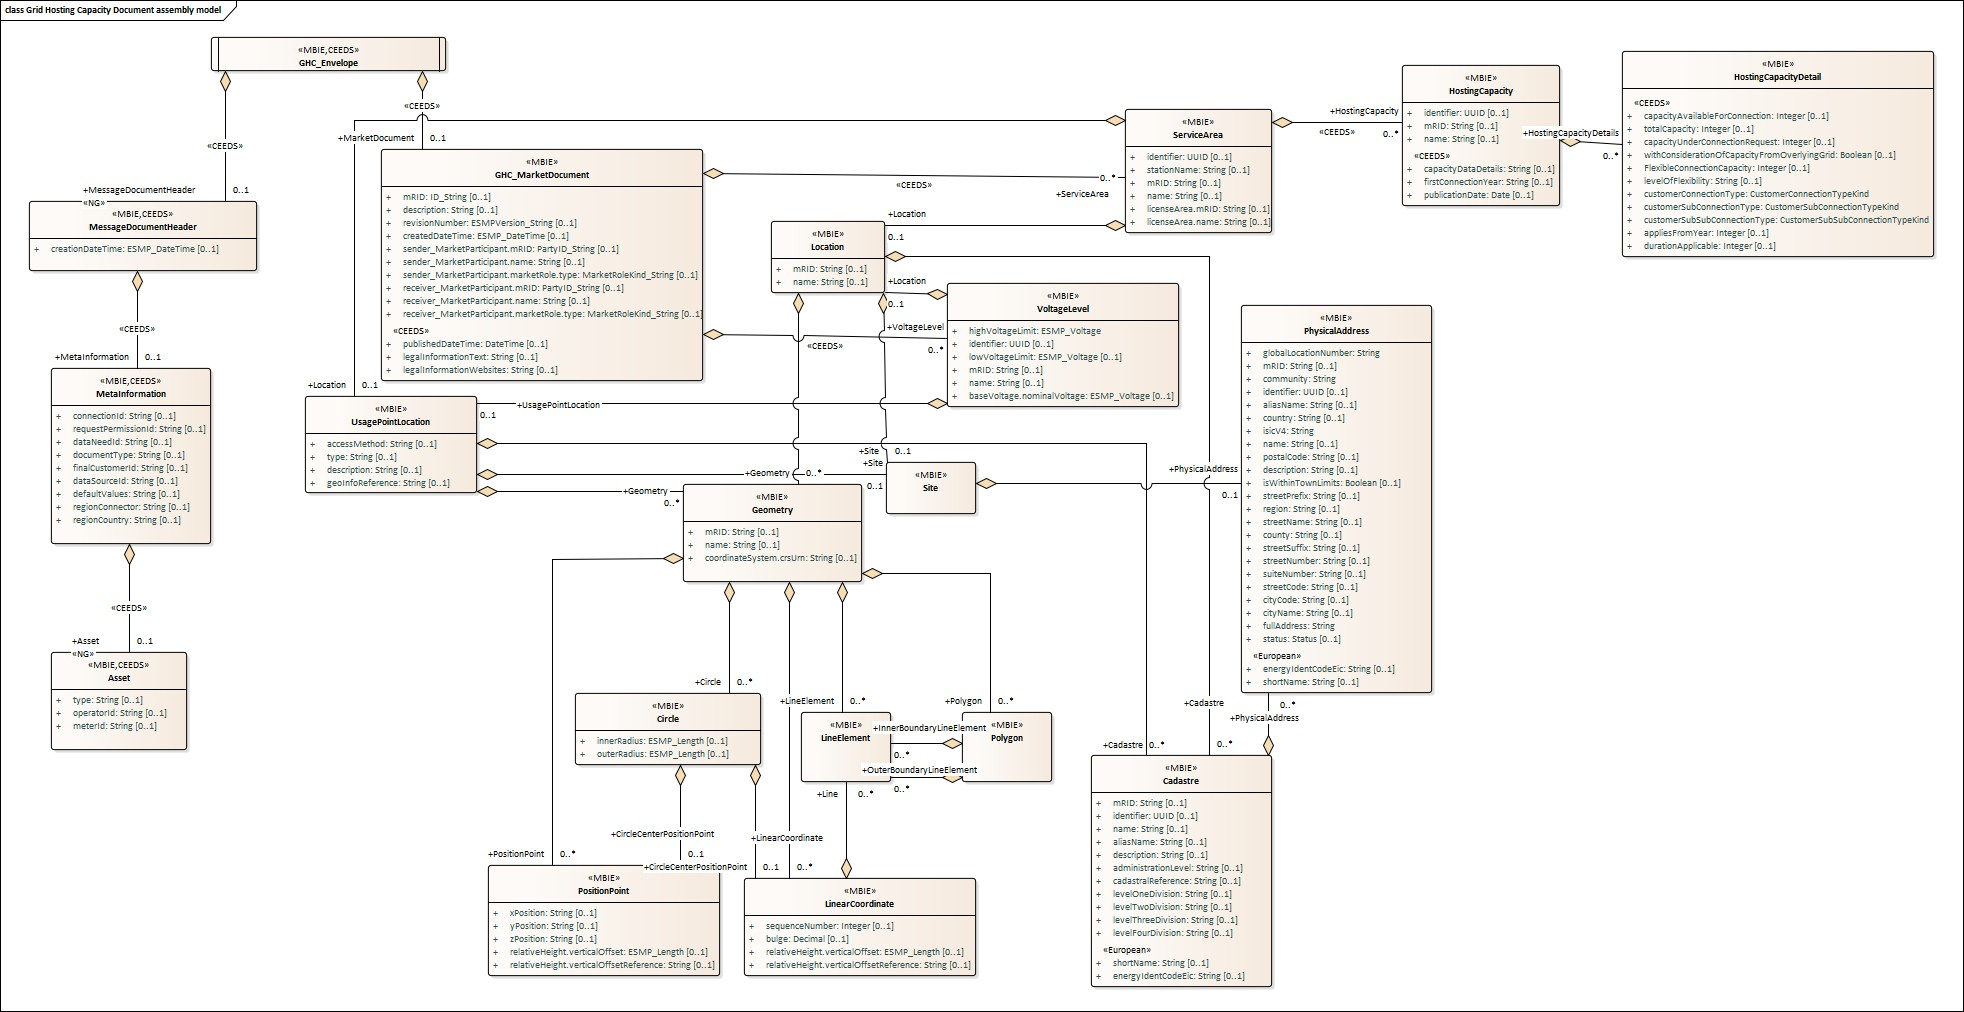 class Grid Hosting Capacity Document assembly model
«MBIE,CEEDS»
GHC_Envelope
«CEEDS»
+MarketDocument 0..1
«CEEDS»
+MessageDocumentHeader 0..1
«NG»
«MBIE,CEEDS»
MessageDocumentHeader
+ creationDateTime: ESMP_DateTime [0..1]
«CEEDS»
+MetaInformation 0..1
«MBIE,CEEDS»
MetaInformation
+ connectionId: String [0..1]
+ requestPermissionId: String [0..1]
+ dataNeedId: String [0..1]
+ documentType: String [0..1]
+ finalCustomerId: String [0..1]
+ dataSourceId: String [0..1]
+ defaultValues: String [0..1]
+ regionConnector: String [0..1]
+ regionCountry: String [0..1]
«CEEDS»
+Asset 0..1
«NG»
«MBIE,CEEDS»
Asset
+ type: String [0..1]
+ operatorId: String [0..1]
+ meterId: String [0..1]
«MBIE»
GHC_MarketDocument
+ mRID: ID_String [0..1]
+ description: String [0..1]
+ revisionNumber: ESMPVersion_String [0..1]
+ createdDateTime: ESMP_DateTime [0..1]
+ sender_MarketParticipant.mRID: PartyID_String [0..1]
+ sender_MarketParticipant.name: String [0..1]
+ sender_MarketParticipant.marketRole.type: MarketRoleKind_String [0..1]
+ receiver_MarketParticipant.mRID: PartyID_String [0..1]
+ receiver_MarketParticipant.name: String [0..1]
+ receiver_MarketParticipant.marketRole.type: MarketRoleKind_String [0..1]
«CEEDS»
+ publishedDateTime: DateTime [0..1]
+ legalInformationText: String [0..1]
+ legalInformationWebsites: String [0..1]
«CEEDS»
0..*
+ServiceArea
«MBIE»
ServiceArea
+ identifier: UUID [0..1]
+ stationName: String [0..1]
+ mRID: String [0..1]
+ name: String [0..1]
+ licenseArea.mRID: String [0..1]
+ licenseArea.name: String [0..1]
+HostingCapacity
«CEEDS» 0..*
«MBIE»
HostingCapacity
+ identifier: UUID [0..1]
+ mRID: String [0..1]
+ name: String [0..1]
«CEEDS»
+ capacityDataDetails: String [0..1]
+ firstConnectionYear: String [0..1]
+ publicationDate: Date [0..1]
+HostingCapacityDetails
0..*
«MBIE»
HostingCapacityDetail
«CEEDS»
+ capacityAvailableForConnection: Integer [0..1]
+ totalCapacity: Integer [0..1]
+ capacityUnderConnectionRequest: Integer [0..1]
+ withConsiderationOfCapacityFromOverlyingGrid: Boolean [0..1]
+ FlexibleConnectionCapacity: Integer [0..1]
+ levelOfFlexibility: String [0..1]
+ customerConnectionType: CustomerConnectionTypeKind
+ customerSubConnectionType: CustomerSubConnectionTypeKind
+ customerSubSubConnectionType: CustomerSubSubConnectionTypeKind
+ appliesFromYear: Integer [0..1]
+ durationApplicable: Integer [0..1]
+Location
0..1
«MBIE»
Location
+ mRID: String [0..1]
+ name: String [0..1]
+Location
0..1
+VoltageLevel
«CEEDS» 0..*
«MBIE»
VoltageLevel
+ highVoltageLimit: ESMP_Voltage
+ identifier: UUID [0..1]
+ lowVoltageLimit: ESMP_Voltage [0..1]
+ mRID: String [0..1]
+ name: String [0..1]
+ baseVoltage.nominalVoltage: ESMP_Voltage [0..1]
+Location 0..1
«MBIE»
UsagePointLocation
+ accessMethod: String [0..1]
+ type: String [0..1]
+ description: String [0..1]
+ geoInfoReference: String [0..1]
+UsagePointLocation
0..1
+Site 0..1
+Site
0..1
«MBIE»
Site
+Geometry 0..*
+Geometry
0..*
«MBIE»
Geometry
+ mRID: String [0..1]
+ name: String [0..1]
+ coordinateSystem.crsUrn: String [0..1]
+PhysicalAddress
0..1
«MBIE»
PhysicalAddress
+ globalLocationNumber: String
+ mRID: String [0..1]
+ community: String
+ identifier: UUID [0..1]
+ aliasName: String [0..1]
+ country: String [0..1]
+ isicV4: String
+ name: String [0..1]
+ postalCode: String [0..1]
+ description: String [0..1]
+ isWithinTownLimits: Boolean [0..1]
+ streetPrefix: String [0..1]
+ region: String [0..1]
+ streetName: String [0..1]
+ county: String [0..1]
+ streetSuffix: String [0..1]
+ streetNumber: String [0..1]
+ suiteNumber: String [0..1]
+ streetCode: String [0..1]
+ cityCode: String [0..1]
+ cityName: String [0..1]
+ fullAddress: String
+ status: Status [0..1]
«European»
+ energyIdentCodeEic: String [0..1]
+ shortName: String [0..1]
0..*
+PhysicalAddress
+Cadastre
0..*
+Cadastre 0..*
«MBIE»
Cadastre
+ mRID: String [0..1]
+ identifier: UUID [0..1]
+ name: String [0..1]
+ aliasName: String [0..1]
+ description: String [0..1]
+ administrationLevel: String [0..1]
+ cadastralReference: String [0..1]
+ levelOneDivision: String [0..1]
+ levelTwoDivision: String [0..1]
+ levelThreeDivision: String [0..1]
+ levelFourDivision: String [0..1]
«European»
+ shortName: String [0..1]
+ energyIdentCodeEic: String [0..1]
+Circle 0..*
«MBIE»
Circle
+ innerRadius: ESMP_Length [0..1]
+ outerRadius: ESMP_Length [0..1]
+LineElement 0..*
«MBIE»
LineElement
+Polygon 0..*
«MBIE»
Polygon
+InnerBoundaryLineElement
0..*
+OuterBoundaryLineElement
0..*
+Line 0..*
+CircleCenterPositionPoint
0..1
+CircleCenterPositionPoint 0..1
+LinearCoordinate
0..*
+PositionPoint 0..*
«MBIE»
PositionPoint
+ xPosition: String [0..1]
+ yPosition: String [0..1]
+ zPosition: String [0..1]
+ relativeHeight.verticalOffset: ESMP_Length [0..1]
+ relativeHeight.verticalOffsetReference: String [0..1]
«MBIE»
LinearCoordinate
+ sequenceNumber: Integer [0..1]
+ bulge: Decimal [0..1]
+ relativeHeight.verticalOffset: ESMP_Length [0..1]
+ relativeHeight.verticalOffsetReference: String [0..1]